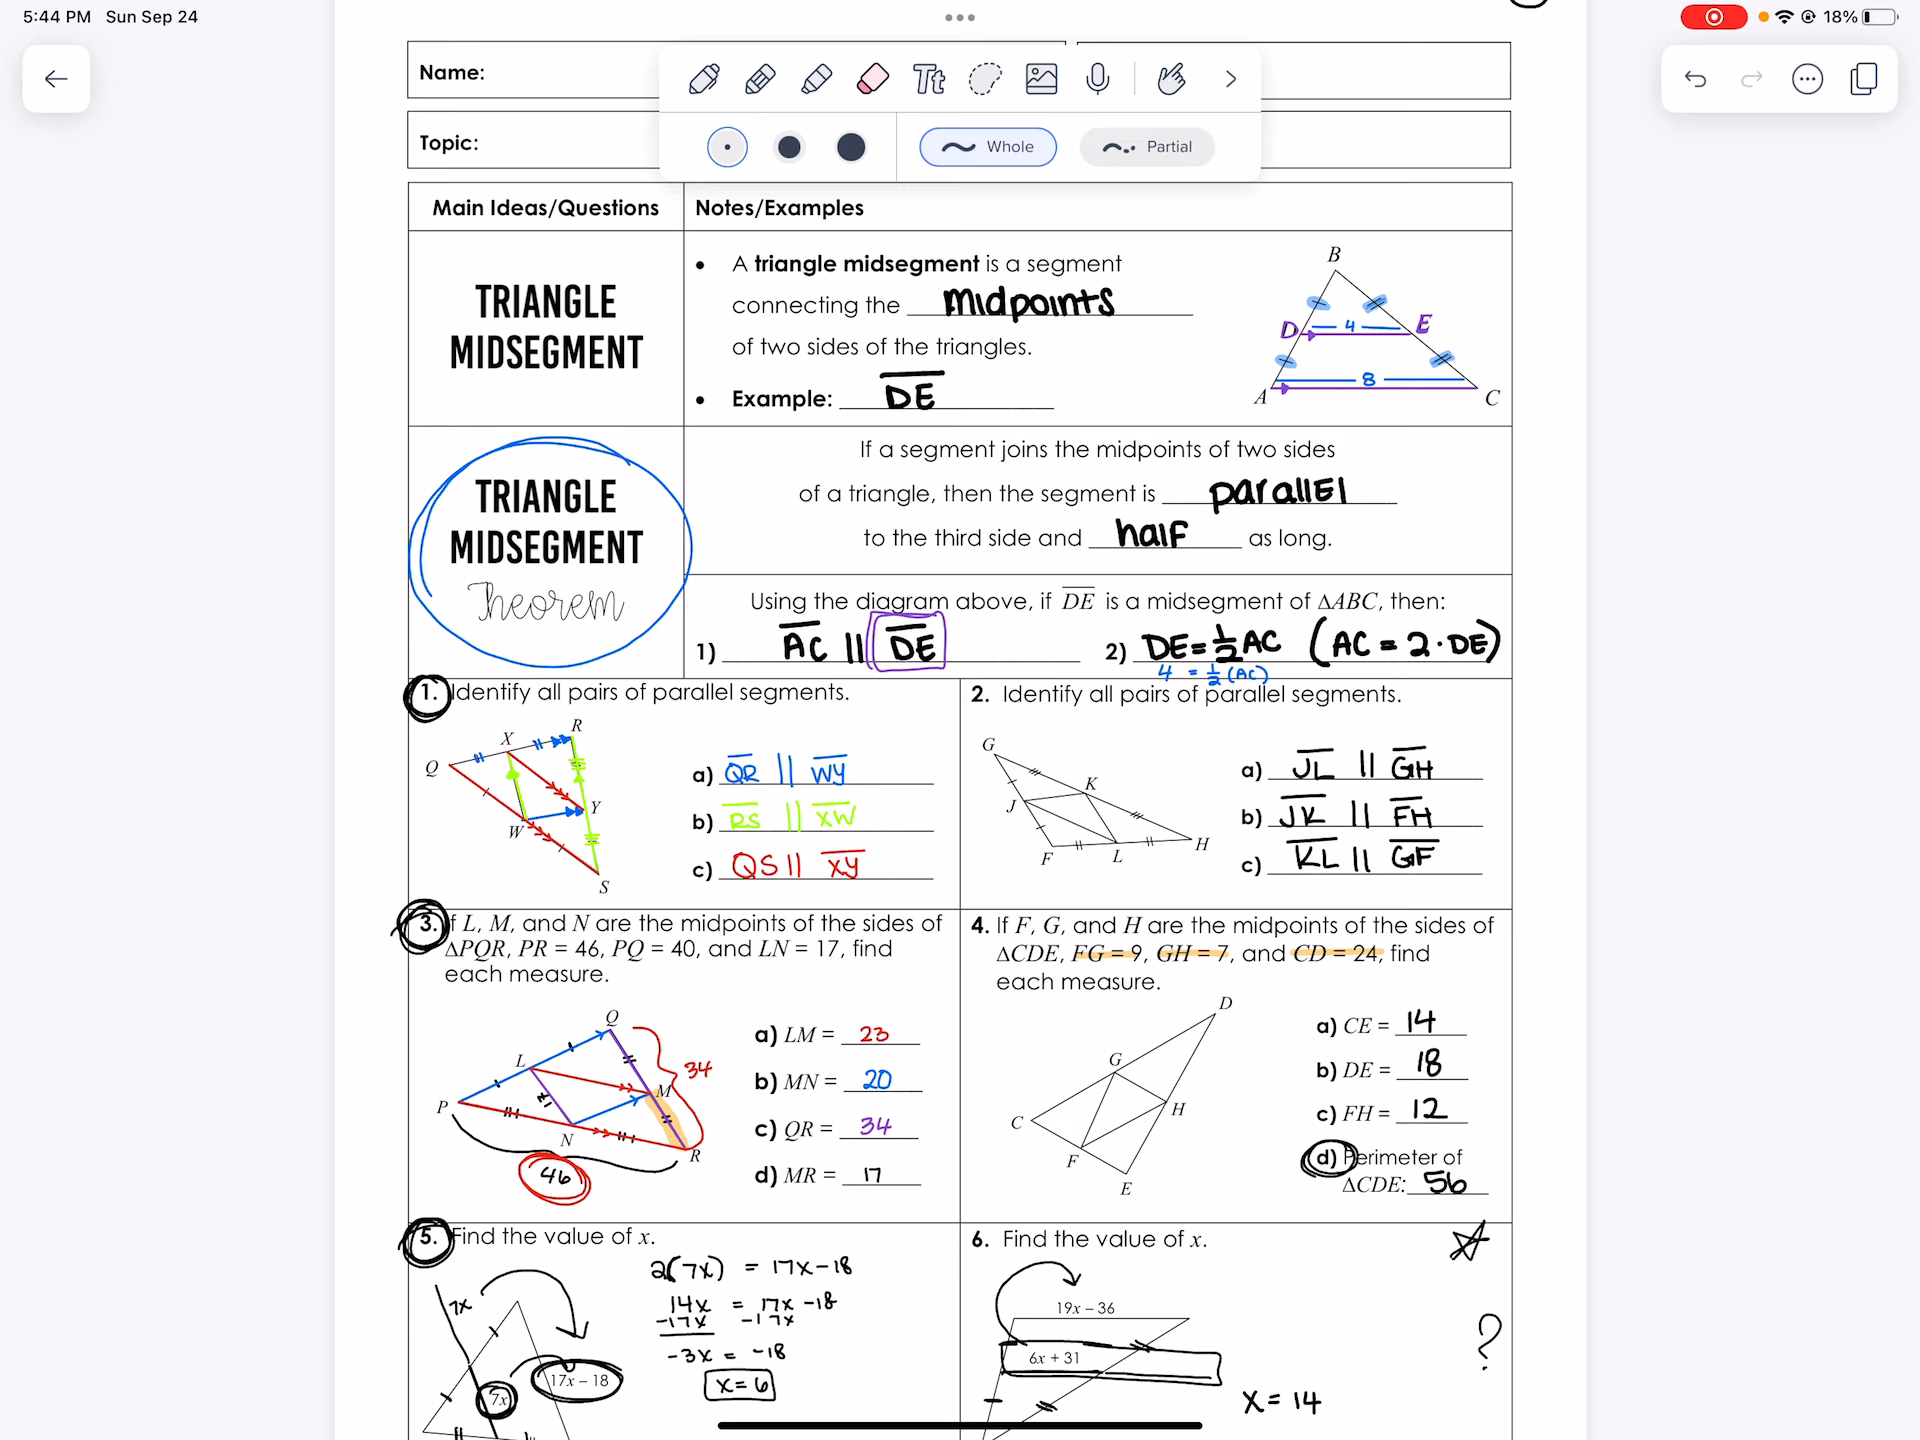 5:44 PM Sun Sep 24
18%
Name:
Topic:
Tt
Whole
Partial
Main Ideas/Questions
Notes/Examples
TRIANGLE
MIDSEGMENT
• A triangle midsegment is a segment
connecting the midpoints
of two sides of the triangles.
• Example: DE
B
D
4
E
8
A
C
TRIANGLE
MIDSEGMENT
Theorem
If a segment joins the midpoints of two sides
of a triangle, then the segment is parallel
to the third side and half as long.
Using the diagram above, if DE is a midsegment of ΔABC, then:
1) AC || DE
2) DE = 1/2 AC (AC = 2 · DE)
4 = 1/2 (AC)
1. Identify all pairs of parallel segments.
Q
X
R
W
Y
S
a) QR || WY
b) RS || XW
c) QS || XY
2. Identify all pairs of parallel segments.
G
K
J
F
L
H
a) JL || GH
b) JK || FH
c) KL || GF
3. If L, M, and N are the midpoints of the sides of
ΔPQR, PR = 46, PQ = 40, and LN = 17, find
each measure.
Q
L
34
M
P
17
N
R
46
a) LM = 23
b) MN = 20
c) QR = 34
d) MR = 17
4. If F, G, and H are the midpoints of the sides of
ΔCDE, FG = 9, GH = 7, and CD = 24, find
each measure.
D
G
H
C
F
E
a) CE = 14
b) DE = 18
c) FH = 12
d) Perimeter of
ΔCDE: 56
5. Find the value of x.
7x
17x – 18
7x
2(7x) = 17x – 18
14x = 17x – 18
–17x –17x
–3x = –18
x = 6
6. Find the value of x.
19x – 36
6x + 31
?
x = 14